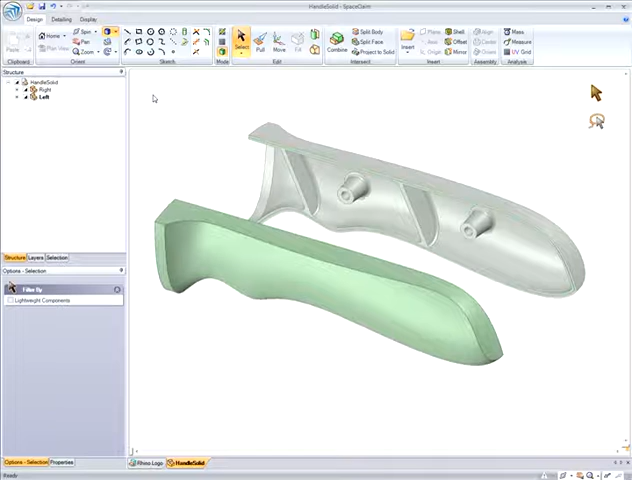 HandleSolid - SpaceClaim
Design Detailing Display
Paste
Home
Plan View
Spin
Pan
Zoom
Select
Pull
Move
Fill
Combine
Split Body
Split Face
Project to Solid
Insert
Plane
Axis
Origin
Shell
Offset
Mirror
Align
Orient
Mass
Measure
UV Grid
Clipboard Orient Sketch Mode Edit Intersect Insert Assembly Analysis
Structure
HandleSolid
Right
Left
Structure Layers Selection
Options - Selection
Filter By
Lightweight Components
Options - Selection Properties
Rhino Logo HandleSolid
Ready